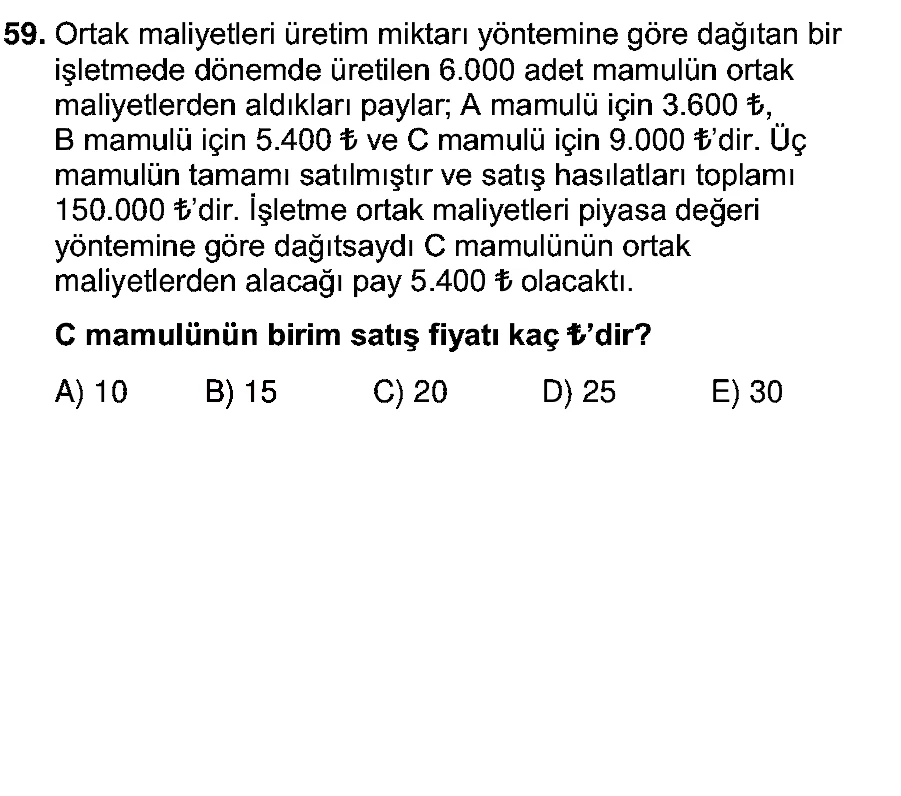 59. Ortak maliyetleri üretim miktarı yöntemine göre dağıtan bir
işletmede dönemde üretilen 6.000 adet mamulün ortak
maliyetlerden aldıkları paylar; A mamulü için 3.600 ₺,
B mamulü için 5.400 ₺ ve C mamulü için 9.000 ₺’dir. Üç
mamulün tamamı satılmıştır ve satış hasılatları toplamı
150.000 ₺’dir. İşletme ortak maliyetleri piyasa değeri
yöntemine göre dağıtsaydı C mamulünün ortak
maliyetlerden alacağı pay 5.400 ₺ olacaktı.
C mamulünün birim satış fiyatı kaç ₺’dir?
A) 10 B) 15 C) 20 D) 25 E) 30